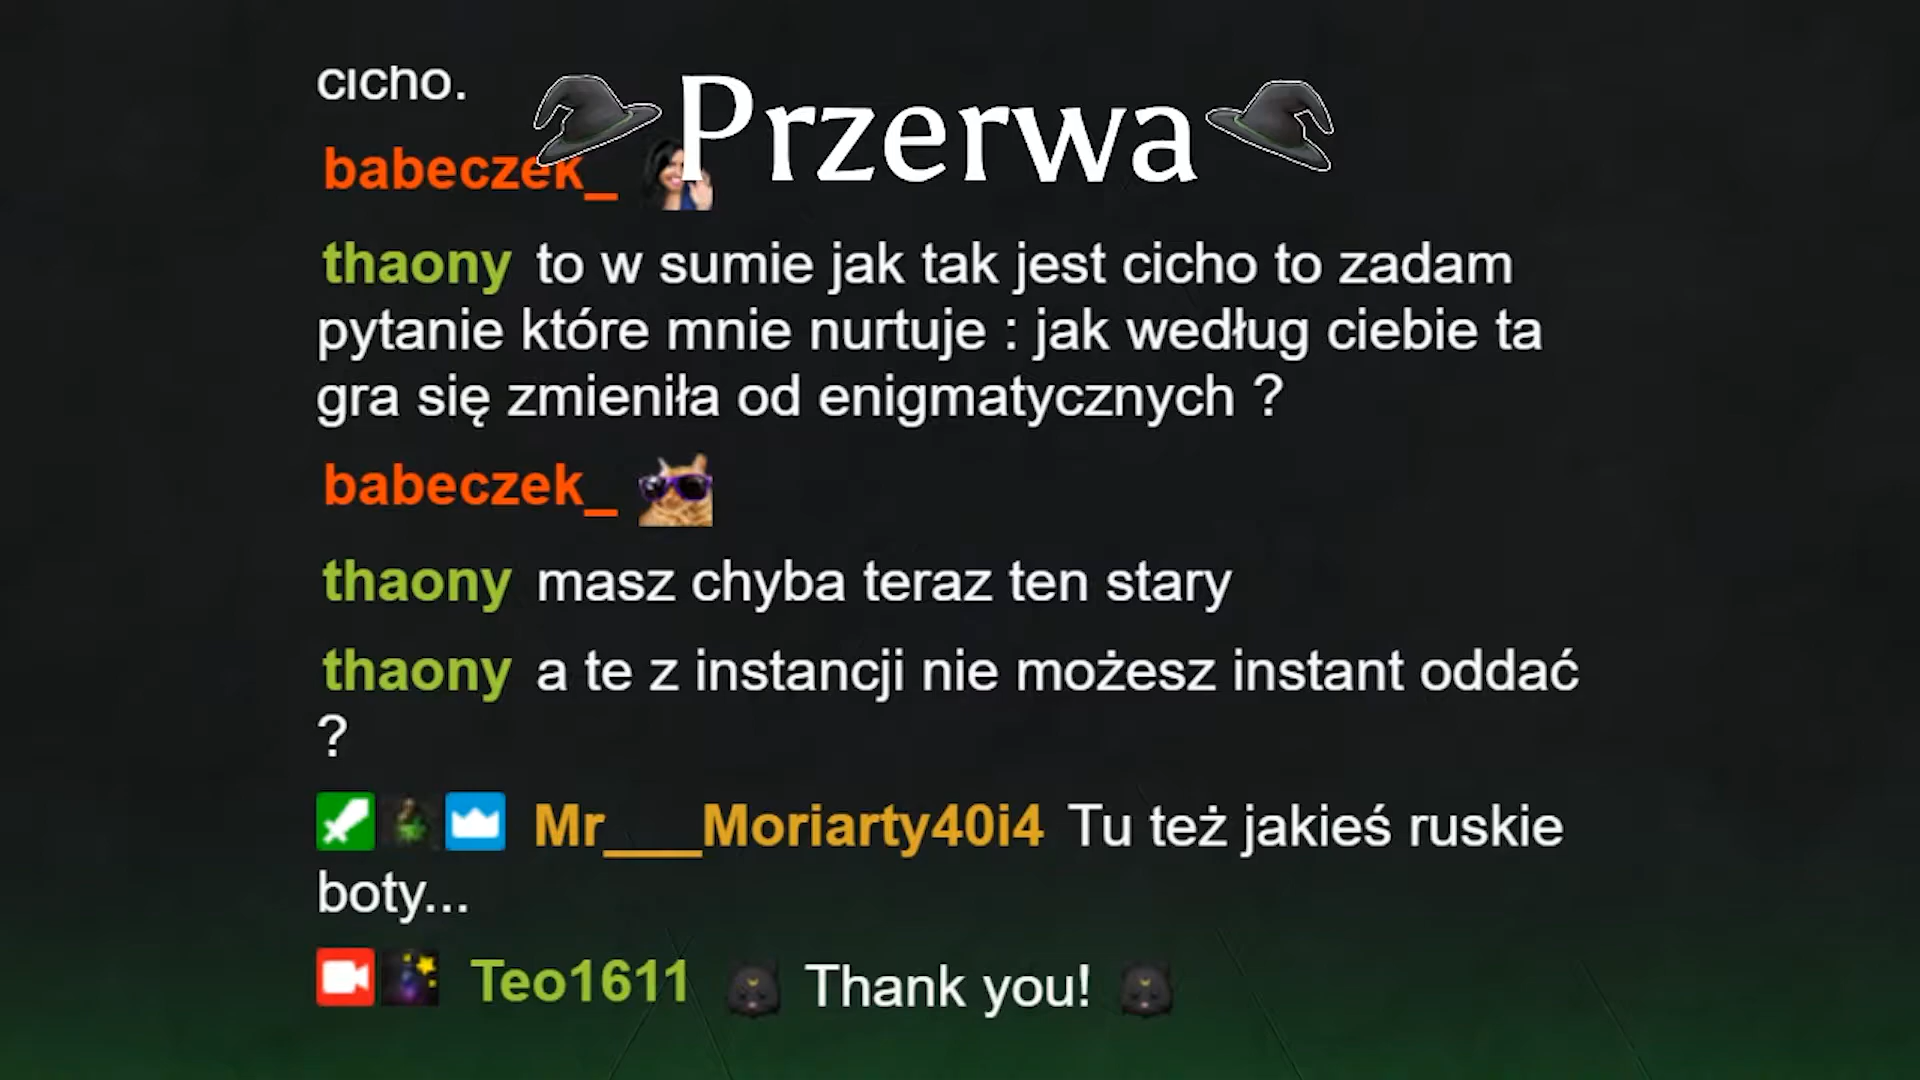 cicho.
Przerwa
babeczek_
thaony to w sumie jak tak jest cicho to zadam
pytanie które mnie nurtuje : jak według ciebie ta
gra się zmieniła od enigmatycznych ?
babeczek_
thaony masz chyba teraz ten stary
thaony a te z instancji nie możesz instant oddać
?
Mr___Moriarty40i4 Tu też jakieś ruskie
boty...
Teo1611 Thank you!